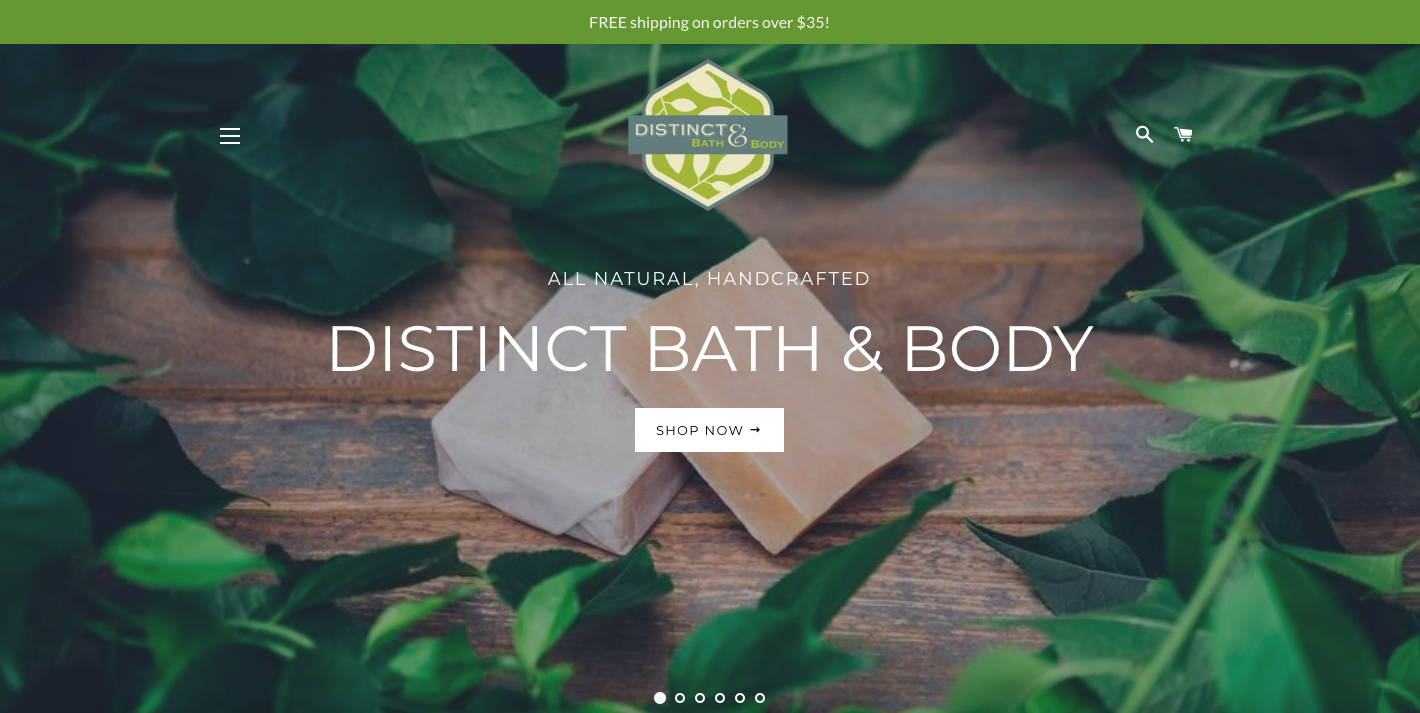 FREE shipping on orders over $35!
DISTINCT &
BATH BODY
ALL NATURAL, HANDCRAFTED
DISTINCT BATH & BODY
SHOP NOW →